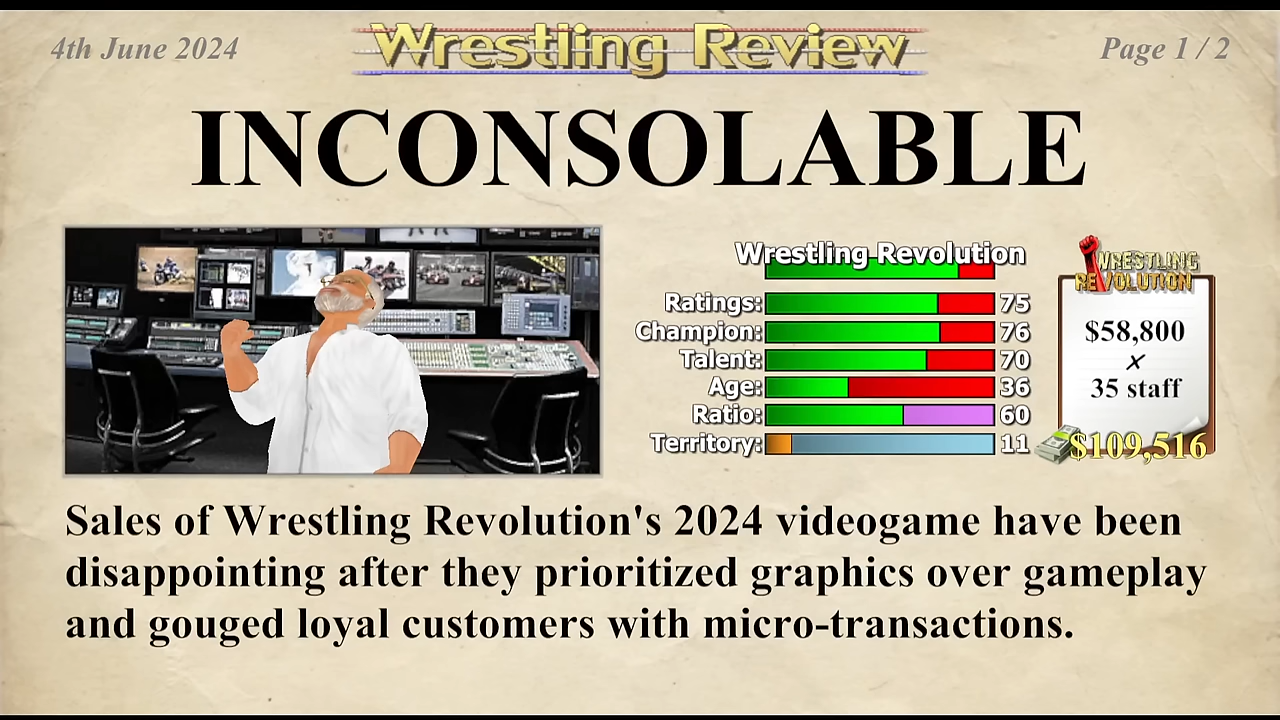 4th June 2024
Wrestling Review
Page 1 / 2
INCONSOLABLE
Wrestling Revolution
Ratings: 75
Champion: 76
Talent: 70
Age: 36
Ratio: 60
Territory: 11
WRESTLING
REVOLUTION
$58,800
×
35 staff
$109,516
Sales of Wrestling Revolution's 2024 videogame have been
disappointing after they prioritized graphics over gameplay
and gouged loyal customers with micro-transactions.